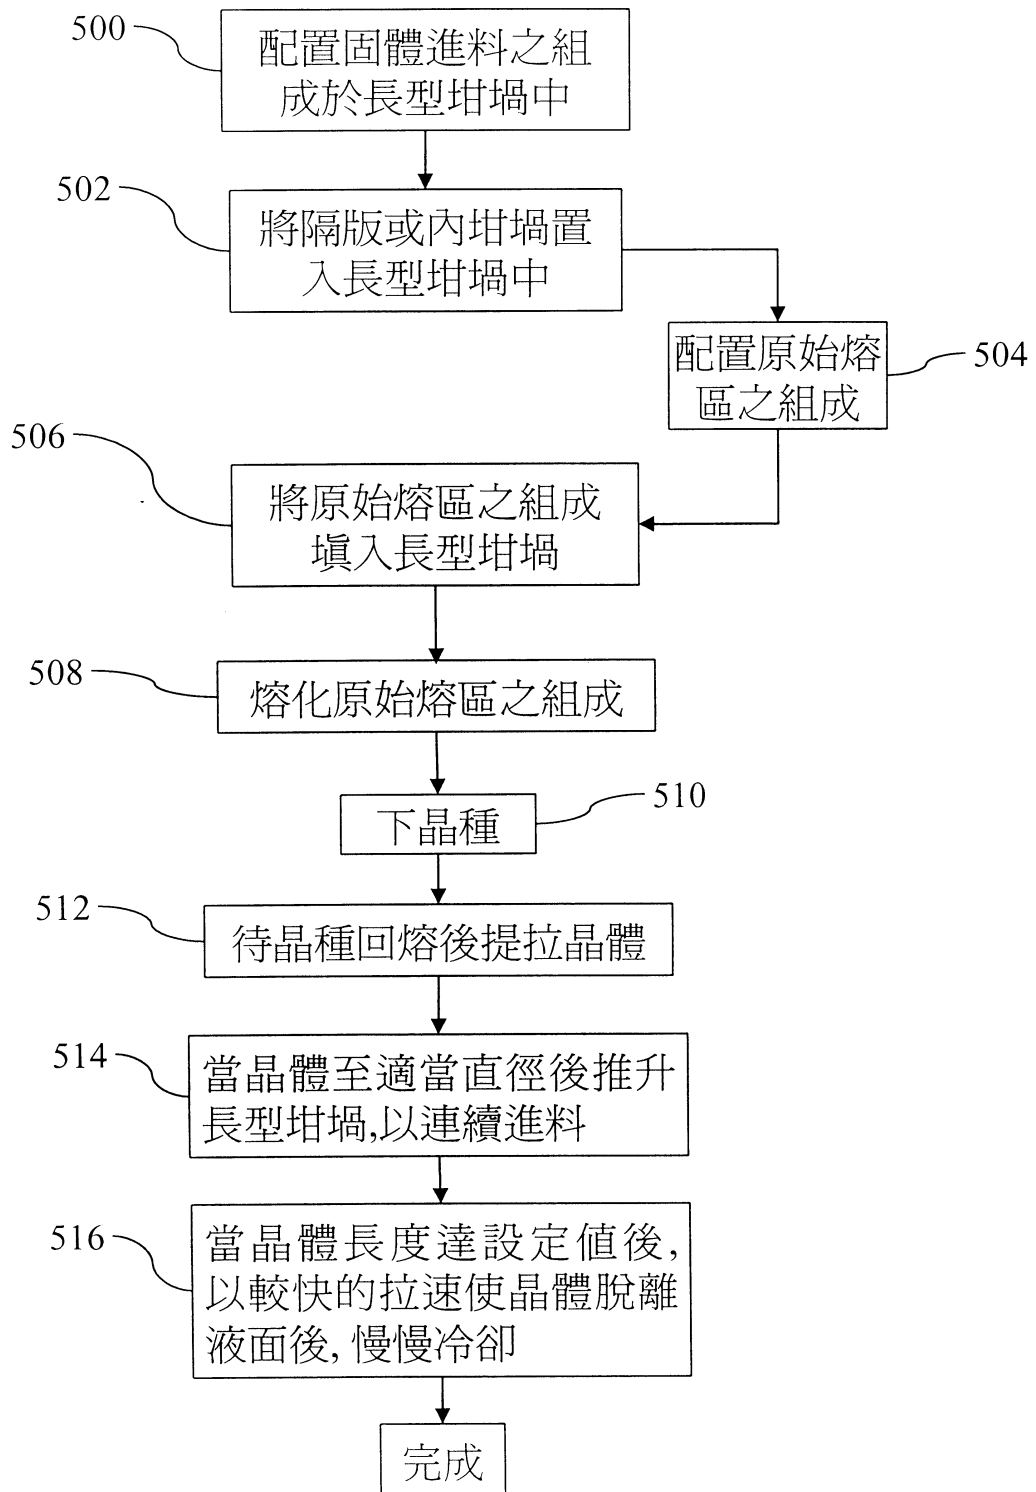 500
配置固體進料之組
成於長型坩堝中
502
將隔版或內坩堝置
入長型坩堝中
配置原始熔
區之組成
504
506
將原始熔區之組成
塡入長型坩堝
508
熔化原始熔區之組成
510
下晶種
512
待晶種回熔後提拉晶體
514
當晶體至適當直徑後推升
長型坩堝,以連續進料
516
當晶體長度達設定值後,
以較快的拉速使晶體脫離
液面後, 慢慢冷卻
完成